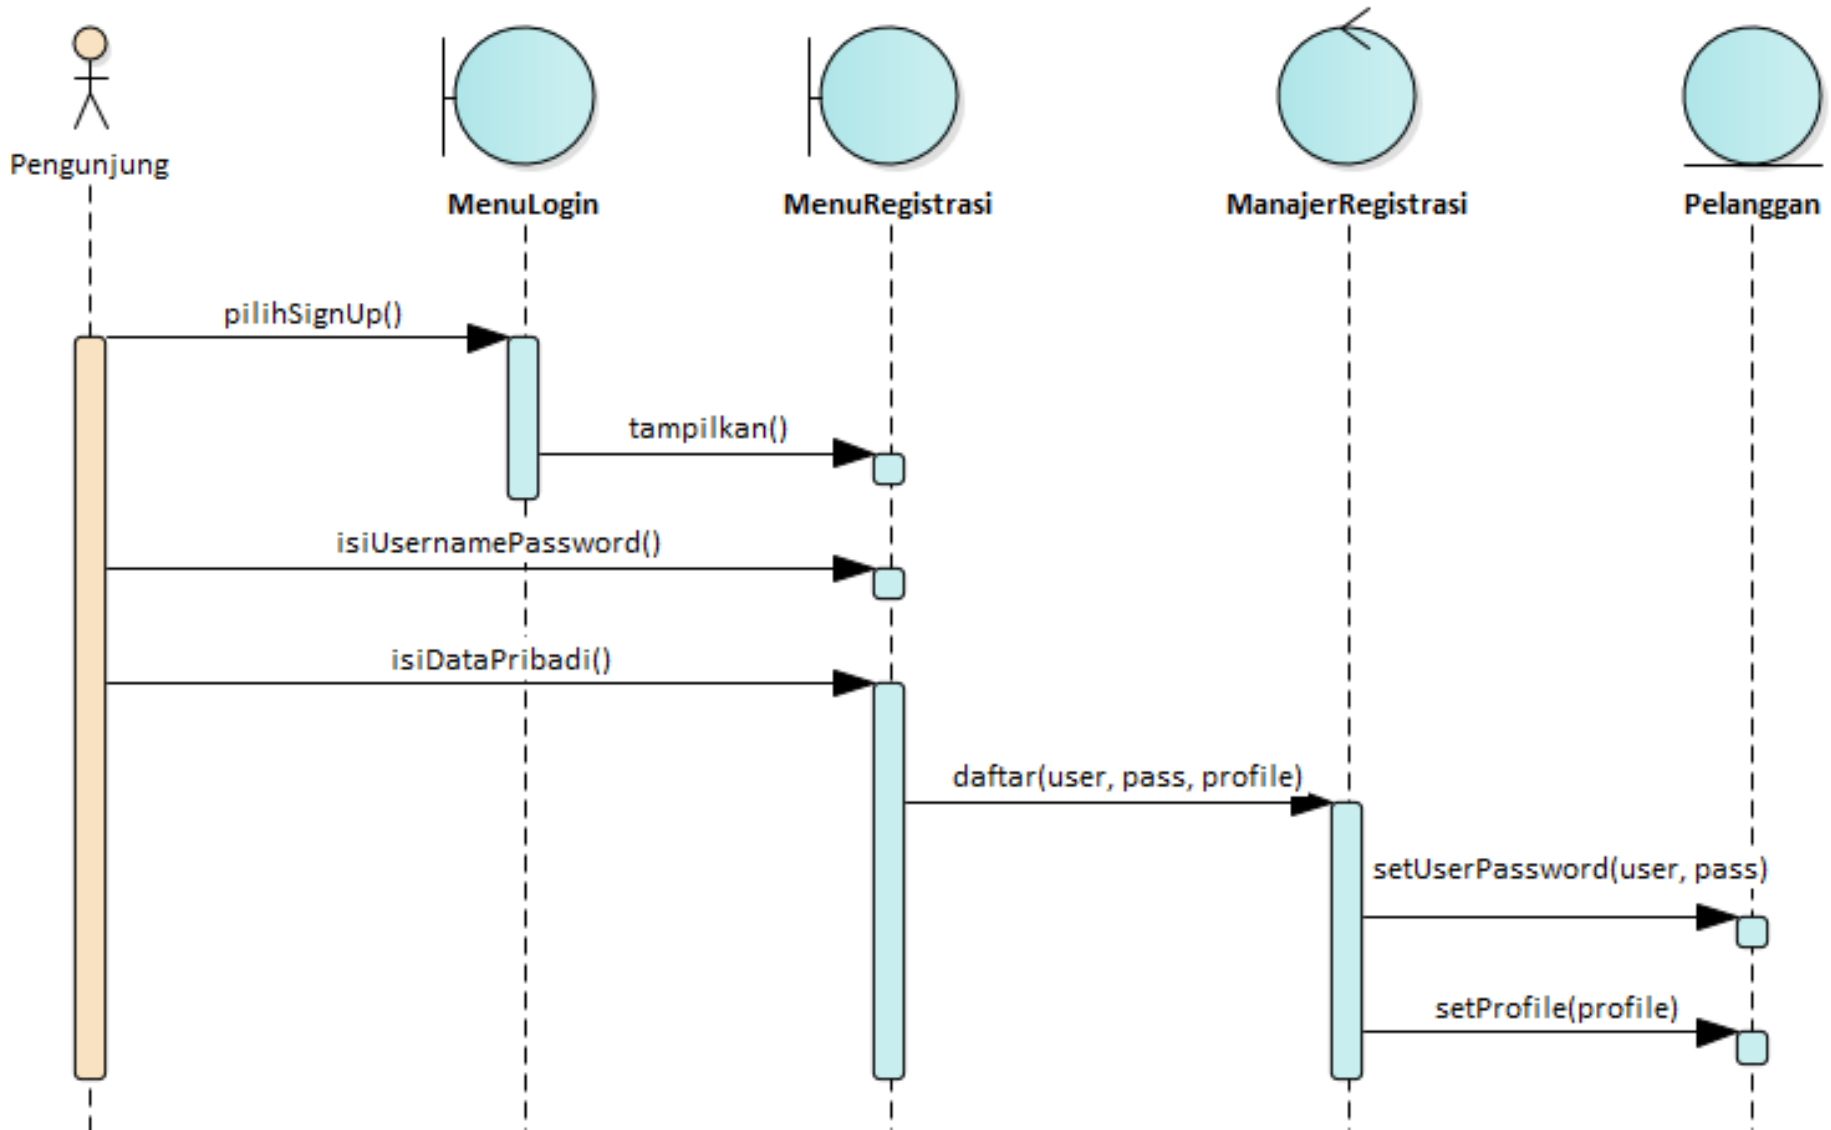 Pengunjung
MenuLogin
MenuRegistrasi
ManajerRegistrasi
Pelanggan
pilihSignUp()
tampilkan()
isiUsernamePassword()
isiDataPribadi()
daftar(user, pass, profile)
setUserPassword(user, pass)
setProfile(profile)